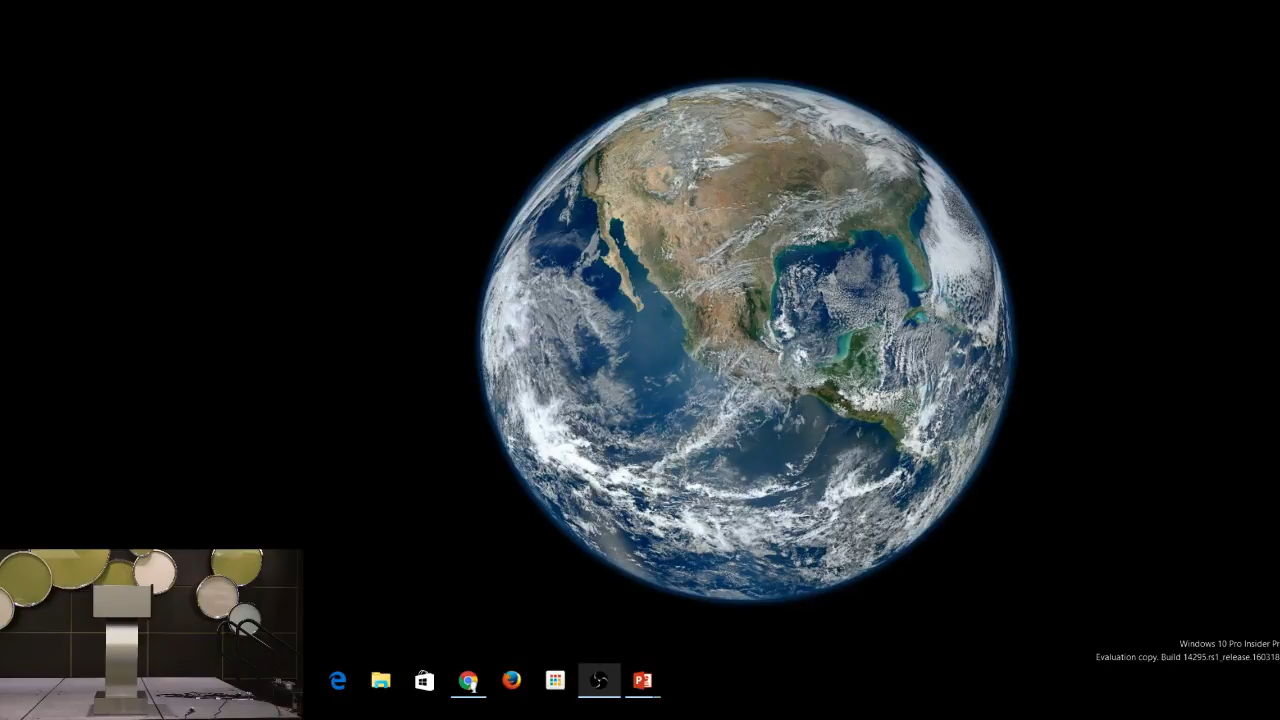 Windows 10 Pro Insider Pr
Evaluation copy. Build 14295.rs1_release.160318